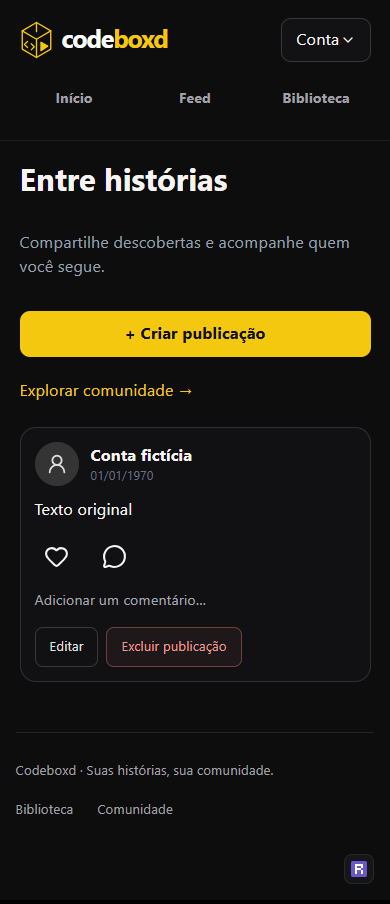 codeboxd
Conta
Início Feed Biblioteca
Entre histórias
Compartilhe descobertas e acompanhe quem
você segue.
+ Criar publicação
Explorar comunidade →
Conta fictícia
01/01/1970
Texto original
Adicionar um comentário...
Editar Excluir publicação
Codeboxd · Suas histórias, sua comunidade.
Biblioteca Comunidade
R